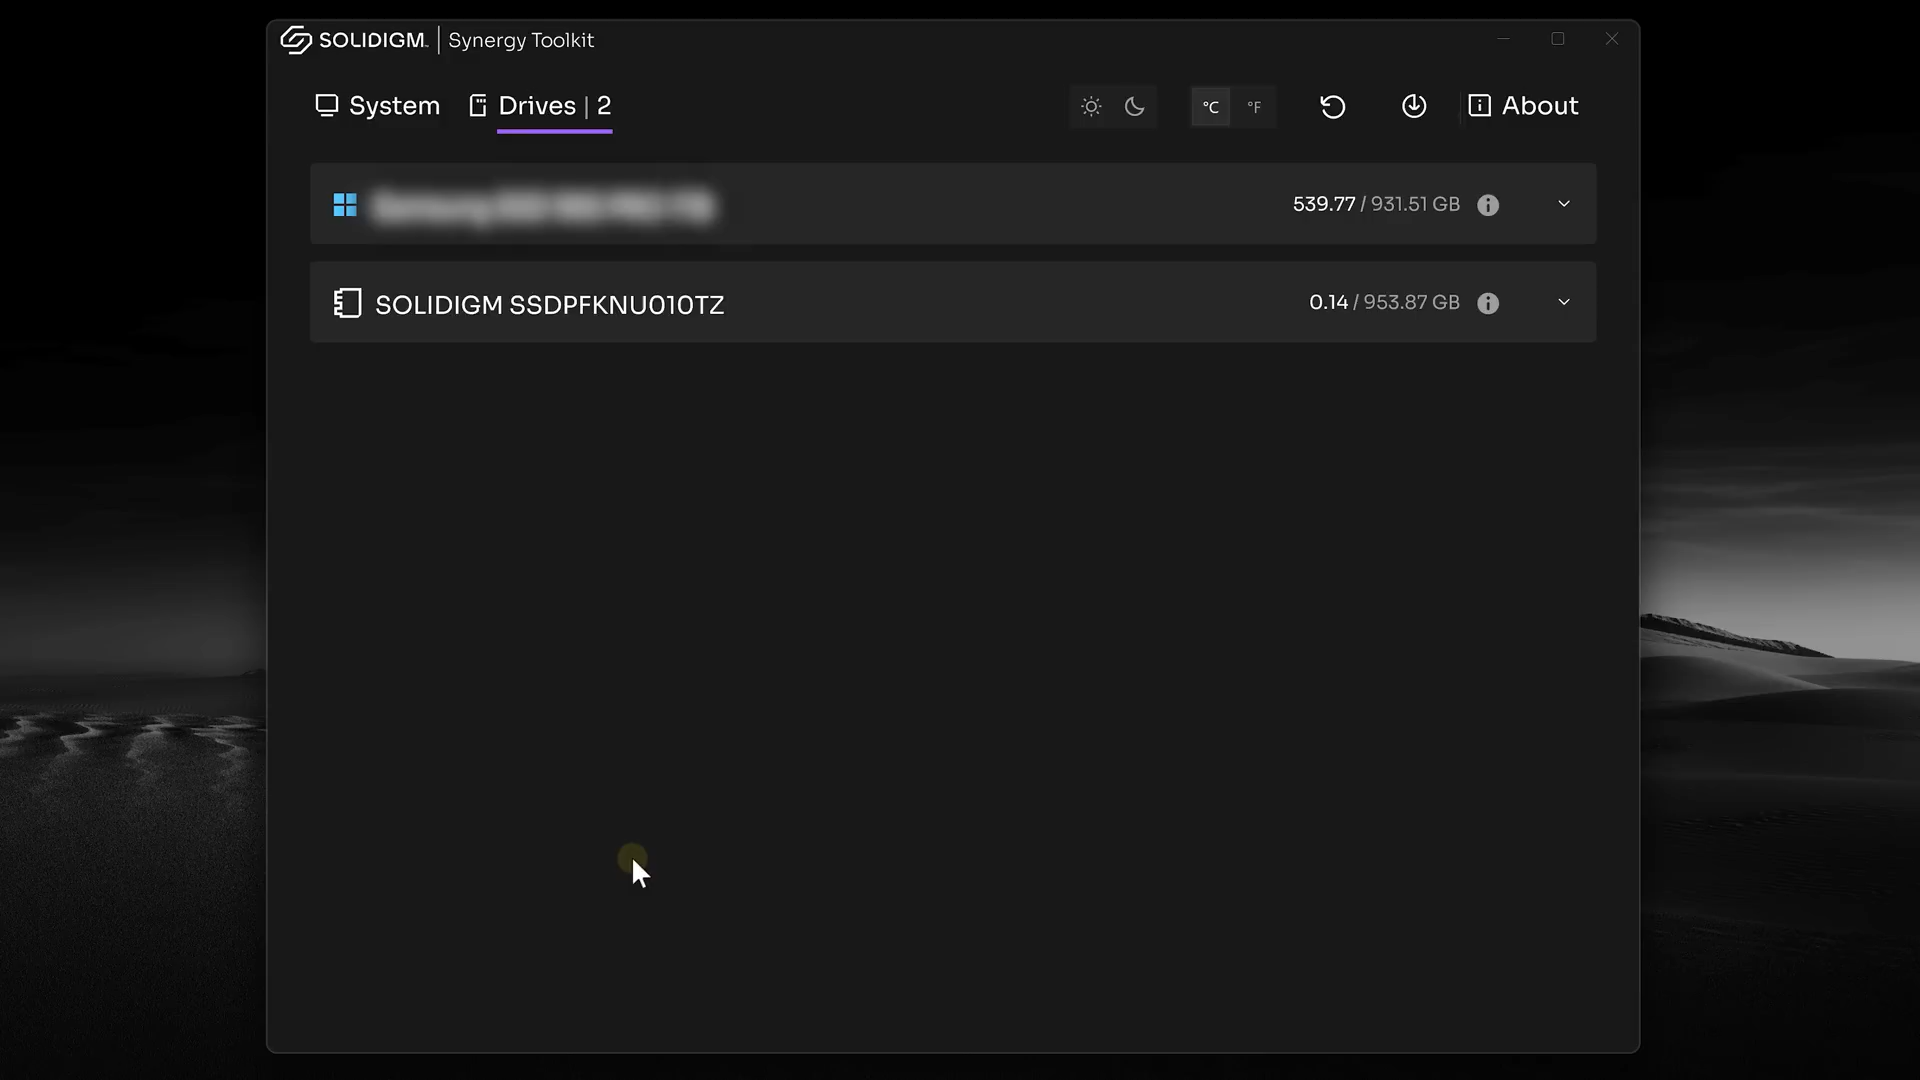 SOLIDIGM. | Synergy Toolkit
System
Drives | 2
°C
°F
About
539.77 / 931.51 GB
SOLIDIGM SSDPFKNU010TZ
0.14 / 953.87 GB